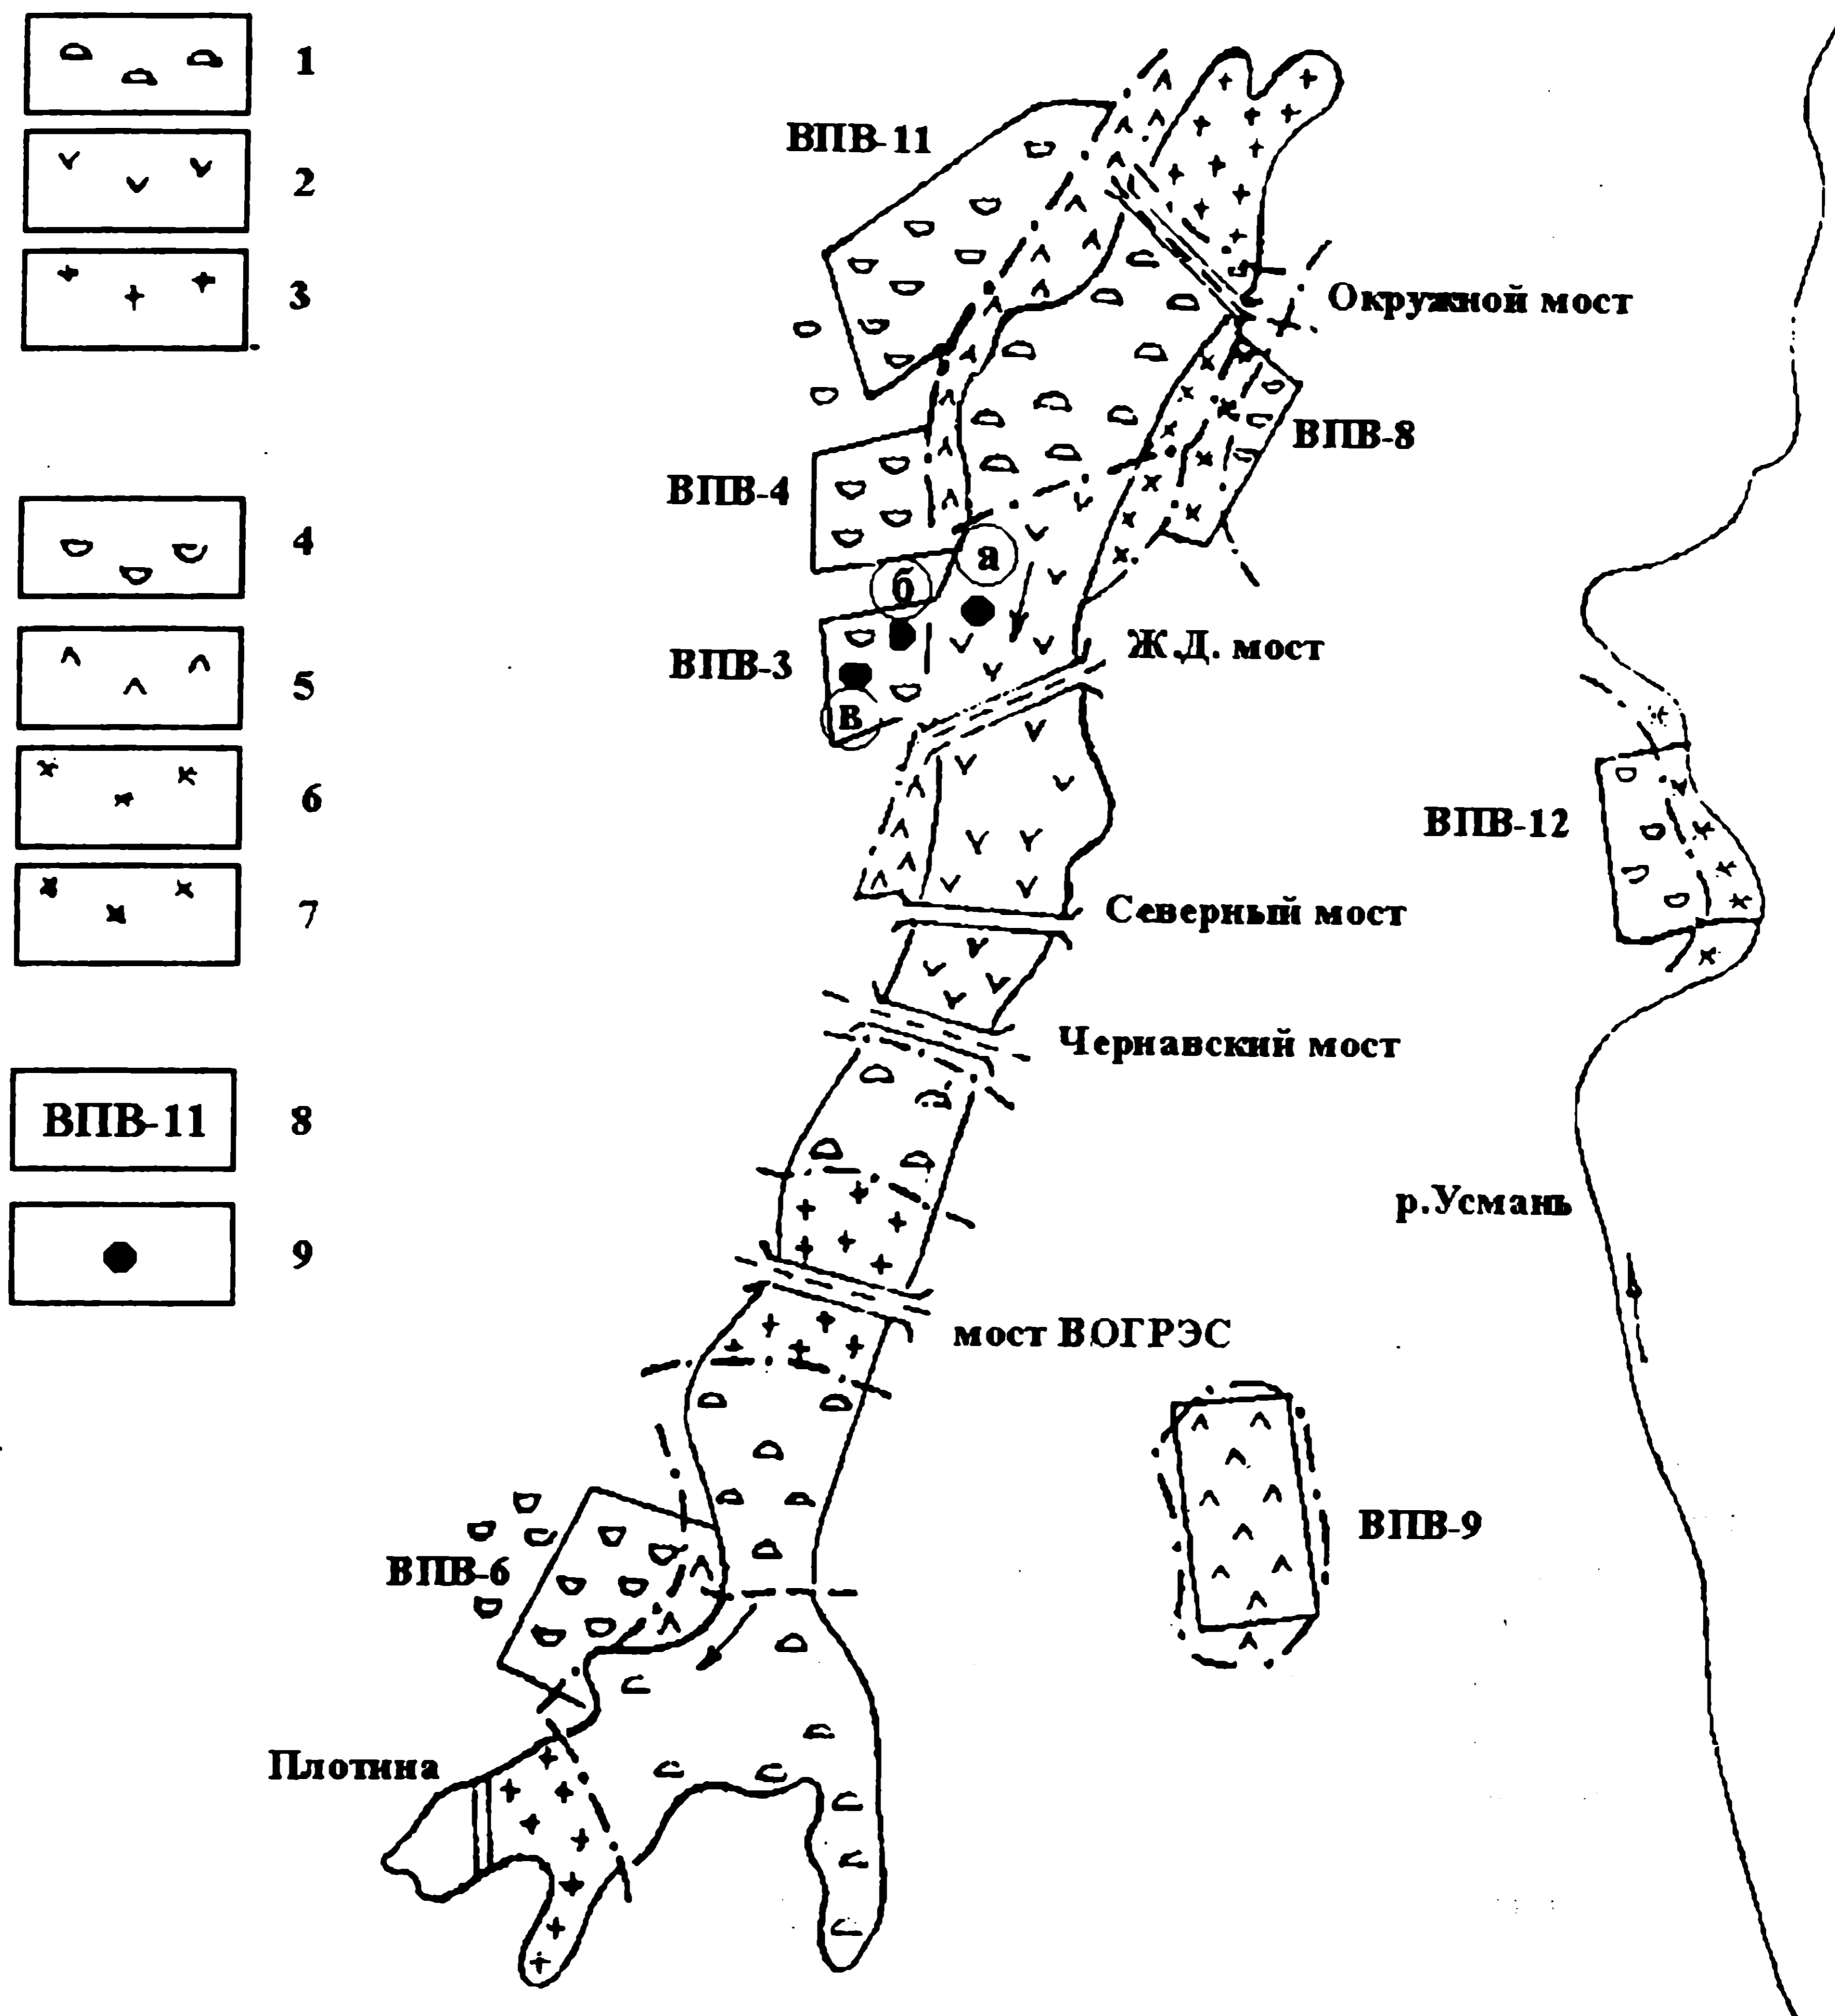 1
2
3
4
5
6
7
ВПВ-11 8
9
ВПВ-11
Окружной мост
ВПВ-8
ВПВ-4
а
б
Ж.Д. мост
ВПВ-3
в
ВПВ-12
Северный мост
Чернавский мост
р.Усмань
мост ВОГРЭС
ВПВ-9
ВПВ-6
Плотина